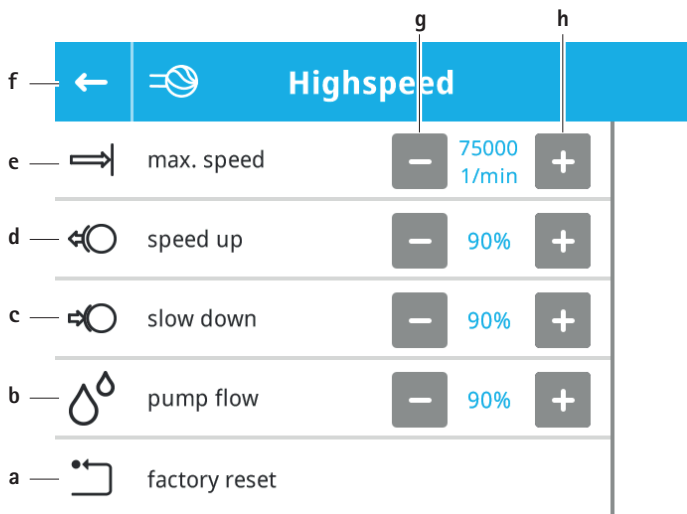 g h
f Highspeed
e max. speed 75000
1/min
d speed up 90%
c slow down 90%
b pump flow 90%
a factory reset